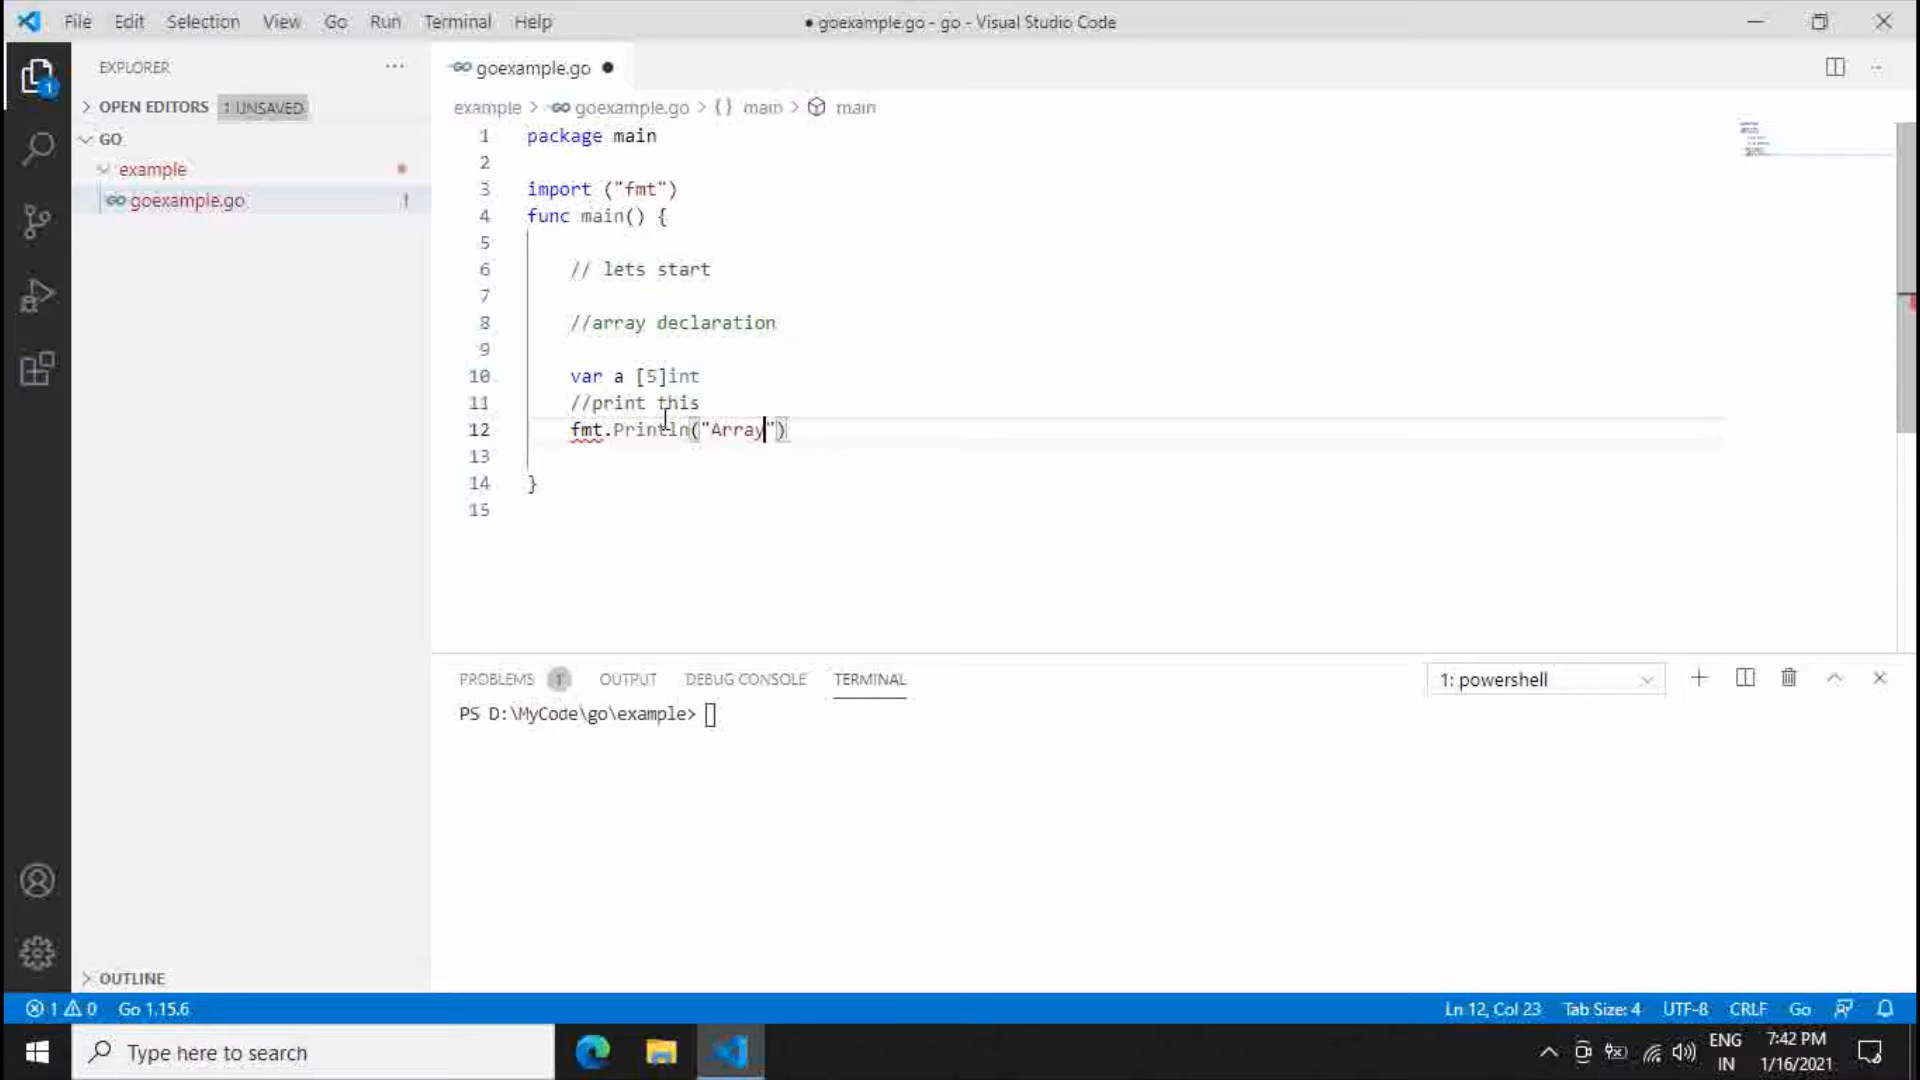 File Edit Selection View Go Run Terminal Help
● goexample.go - go - Visual Studio Code
EXPLORER
OPEN EDITORS 1 UNSAVED
GO
example
goexample.go 1
OUTLINE
goexample.go
example > goexample.go > {} main > main
1 package main
2
3 import ("fmt")
4 func main() {
5
6 // lets start
7
8 //array declaration
9
10 var a [5]int
11 //print this
12 fmt.Println("Array")
13
14 }
15
PROBLEMS 1 OUTPUT DEBUG CONSOLE TERMINAL 1: powershell
PS D:\MyCode\go\example>
1 0 Go 1.15.6 Ln 12, Col 23 Tab Size: 4 UTF-8 CRLF Go
Type here to search
ENG
IN
7:42 PM
1/16/2021